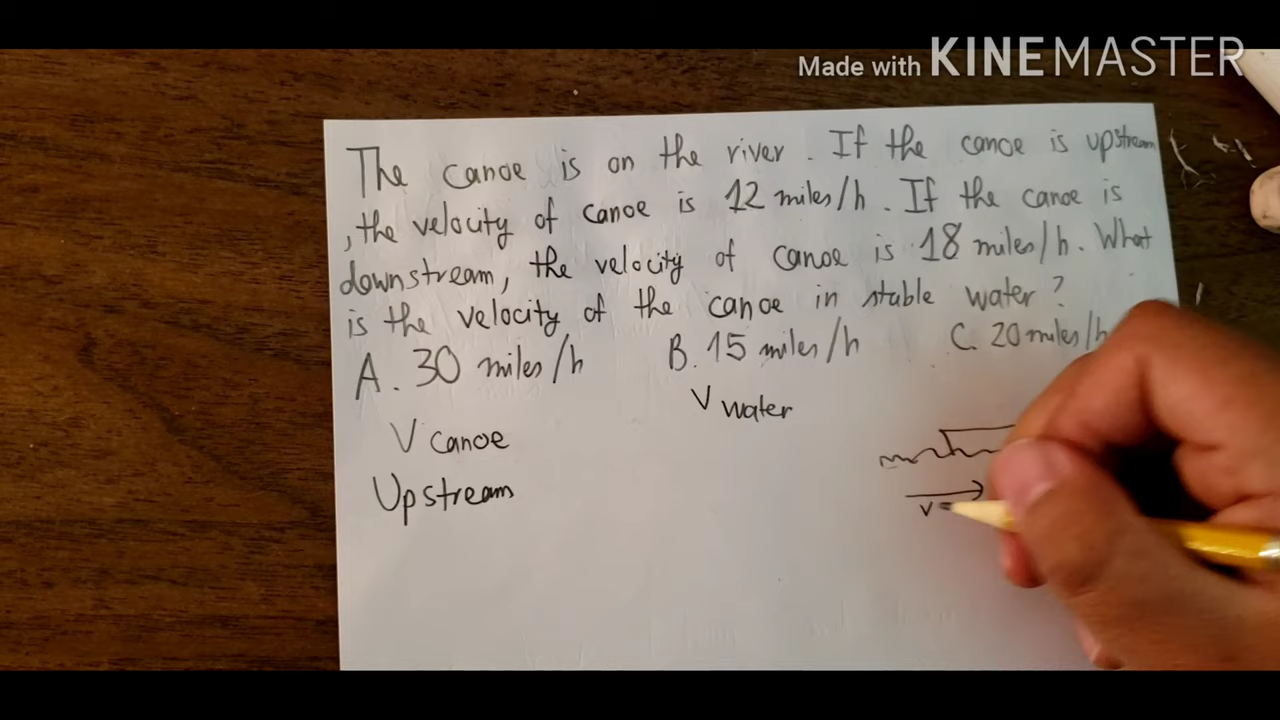 Made with KINEMASTER
The canoe is on the river. If the canoe is upstream
, the velocity of canoe is 12 miles/h. If the canoe is
downstream, the velocity of canoe is 18 miles/h. What
is the velocity of the canoe in stable water?
A. 30 miles/h B. 15 miles/h C. 20 miles/h
V water
V canoe
Upstream
V